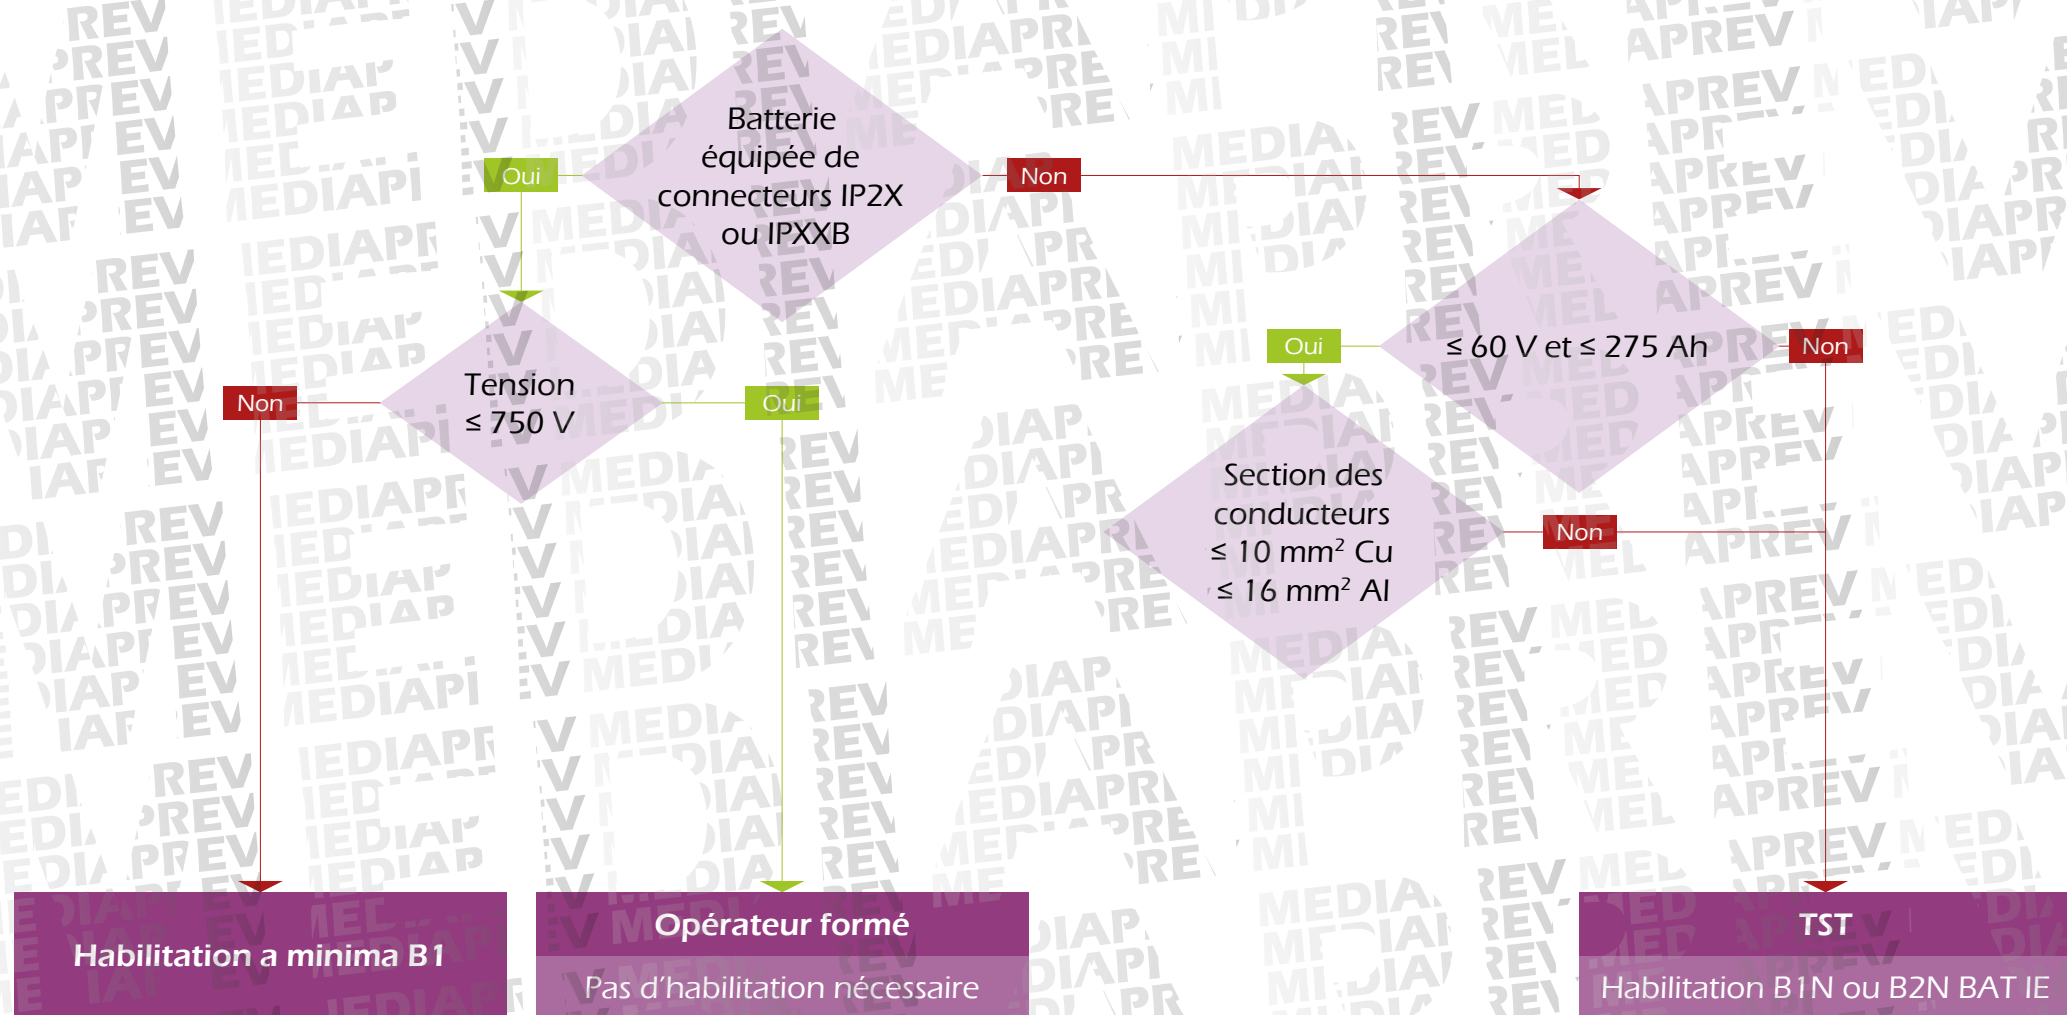 Batterie
équipée de
connecteurs IP2X
ou IPXXB
Oui
Non
Tension
≤ 750 V
Non
Oui
≤ 60 V et ≤ 275 Ah
Oui
Non
Section des
conducteurs
≤ 10 mm² Cu
≤ 16 mm² Al
Non
Habilitation a minima B1
Opérateur formé
Pas d'habilitation nécessaire
TST
Habilitation B1N ou B2N BAT IE